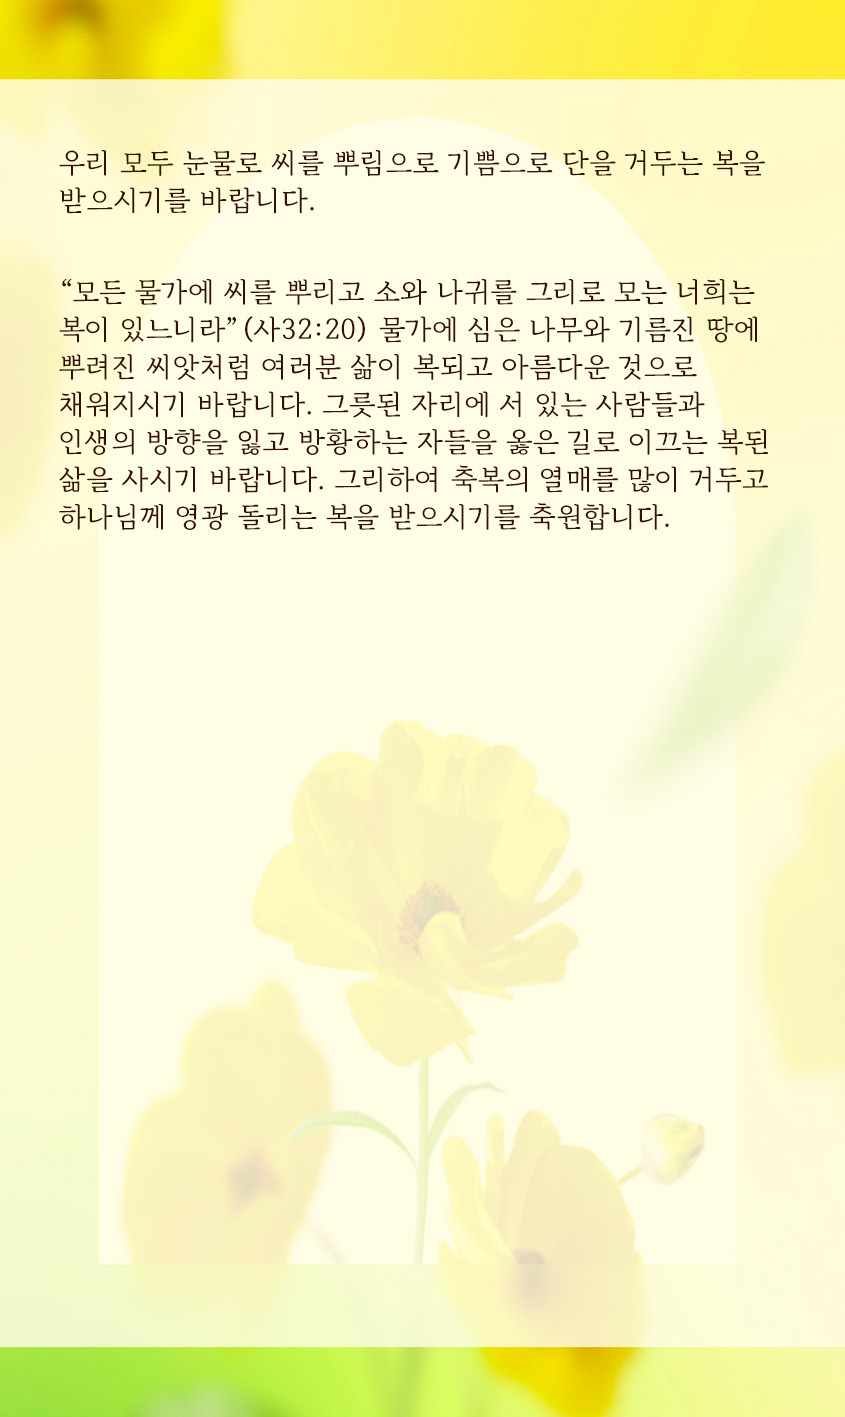 우리 모두 눈물로 씨를 뿌림으로 기쁨으로 단을 거두는 복을
받으시기를 바랍니다.
“모든 물가에 씨를 뿌리고 소와 나귀를 그리로 모는 너희는
복이 있느니라” (사32:20) 물가에 심은 나무와 기름진 땅에
뿌려진 씨앗처럼 여러분 삶이 복되고 아름다운 것으로
채워지시기 바랍니다. 그릇된 자리에 서 있는 사람들과
인생의 방향을 잃고 방황하는 자들을 옳은 길로 이끄는 복된
삶을 사시기 바랍니다. 그리하여 축복의 열매를 많이 거두고
하나님께 영광 돌리는 복을 받으시기를 축원합니다.